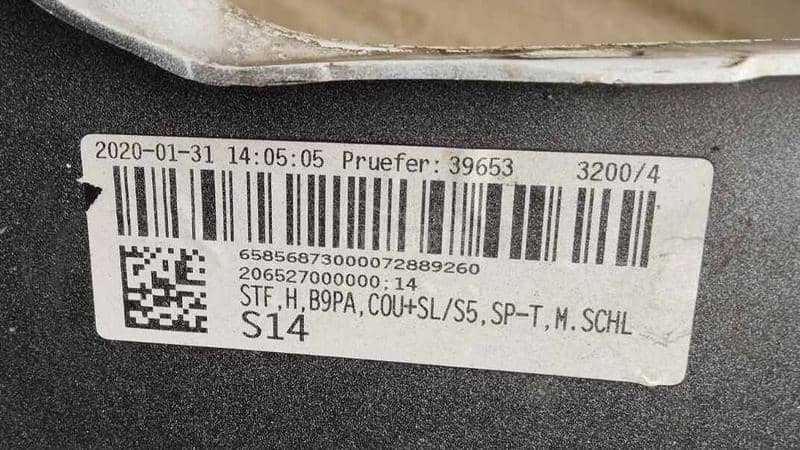 2020-01-31 14:05:05 Pruefer: 39653 3200/4
65856873000072889260
206527000000;14
STF,H,B9PA,COU+SL/S5,SP-T,M.SCHL
S14